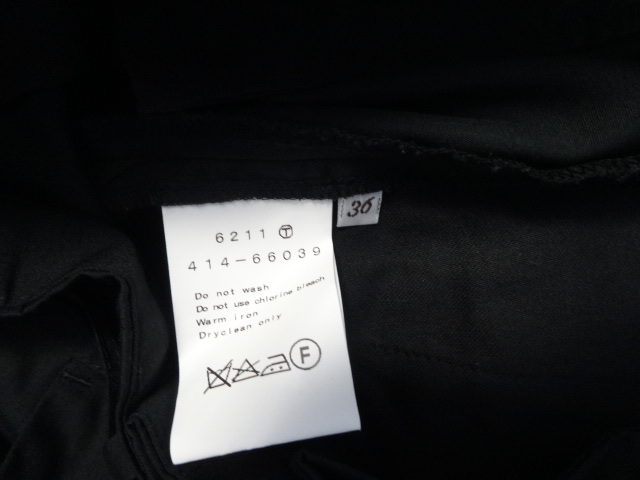 6211 Ⓣ
36
414-66039
Do not wash
Do not use chlorine bleach
Warm iron
Dryclean only
F